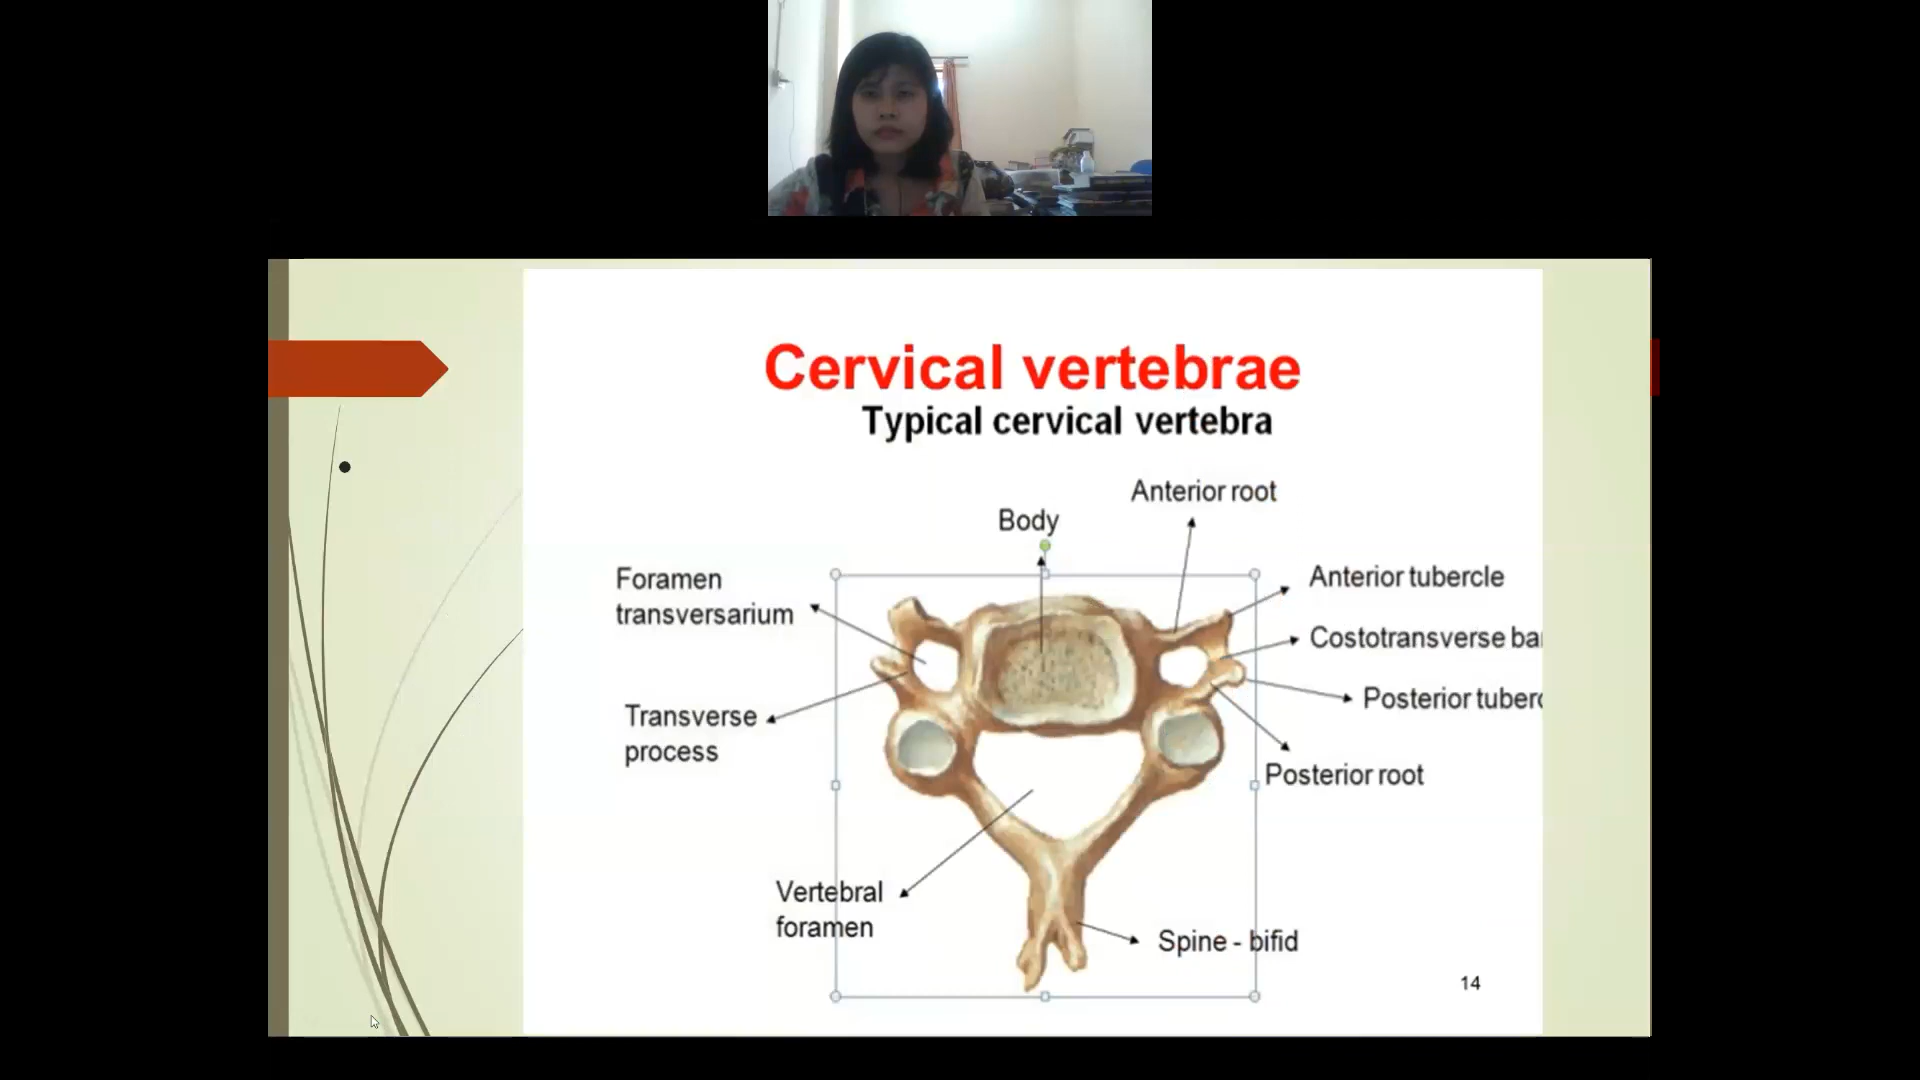 Cervical vertebrae
Typical cervical vertebra
Anterior root
Body
Foramen
transversarium
Anterior tubercle
Costotransverse ba
Posterior tuberc
Transverse
process
Posterior root
Vertebral
foramen
Spine - bifid
14